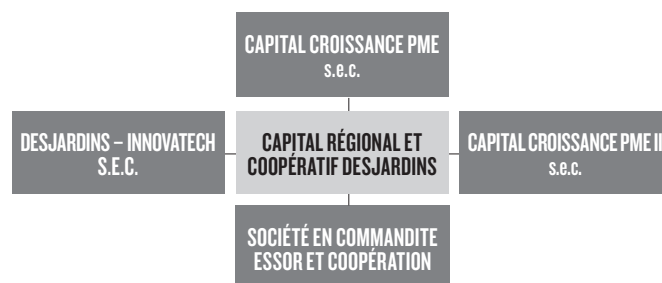 CAPITAL CROISSANCE PME
s.e.c.
DESJARDINS – INNOVATECH
S.E.C.
CAPITAL RÉGIONAL ET
COOPÉRATIF DESJARDINS
CAPITAL CROISSANCE PME II
s.e.c.
SOCIÉTÉ EN COMMANDITE
ESSOR ET COOPÉRATION